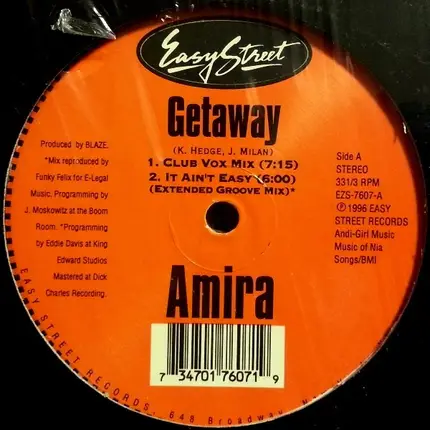 Easy Street
Getaway
(K. HEDGE, J. MILAN)
1. CLUB VOX MIX (7:15)
2. IT AIN'T EASY (6:00)
(EXTENDED GROOVE MIX)*
Produced by BLAZE.
*Mix reproduced by
Funky Felix for E-Legal
Music. Programming by
J. Moskowitz at the Boom
Room. *Programming
by Eddie Davis at King
Edward Studios
Mastered at Dick
Charles Recording.
Side A
STEREO
331/3 RPM
EZS-7607-A
℗ 1996 EASY
STREET RECORDS
Andi-Girl Music
Music of Nia
Songs/BMI
Amira
7 34701 76071 9
EASY STREET RECORDS, 648 Broadway,